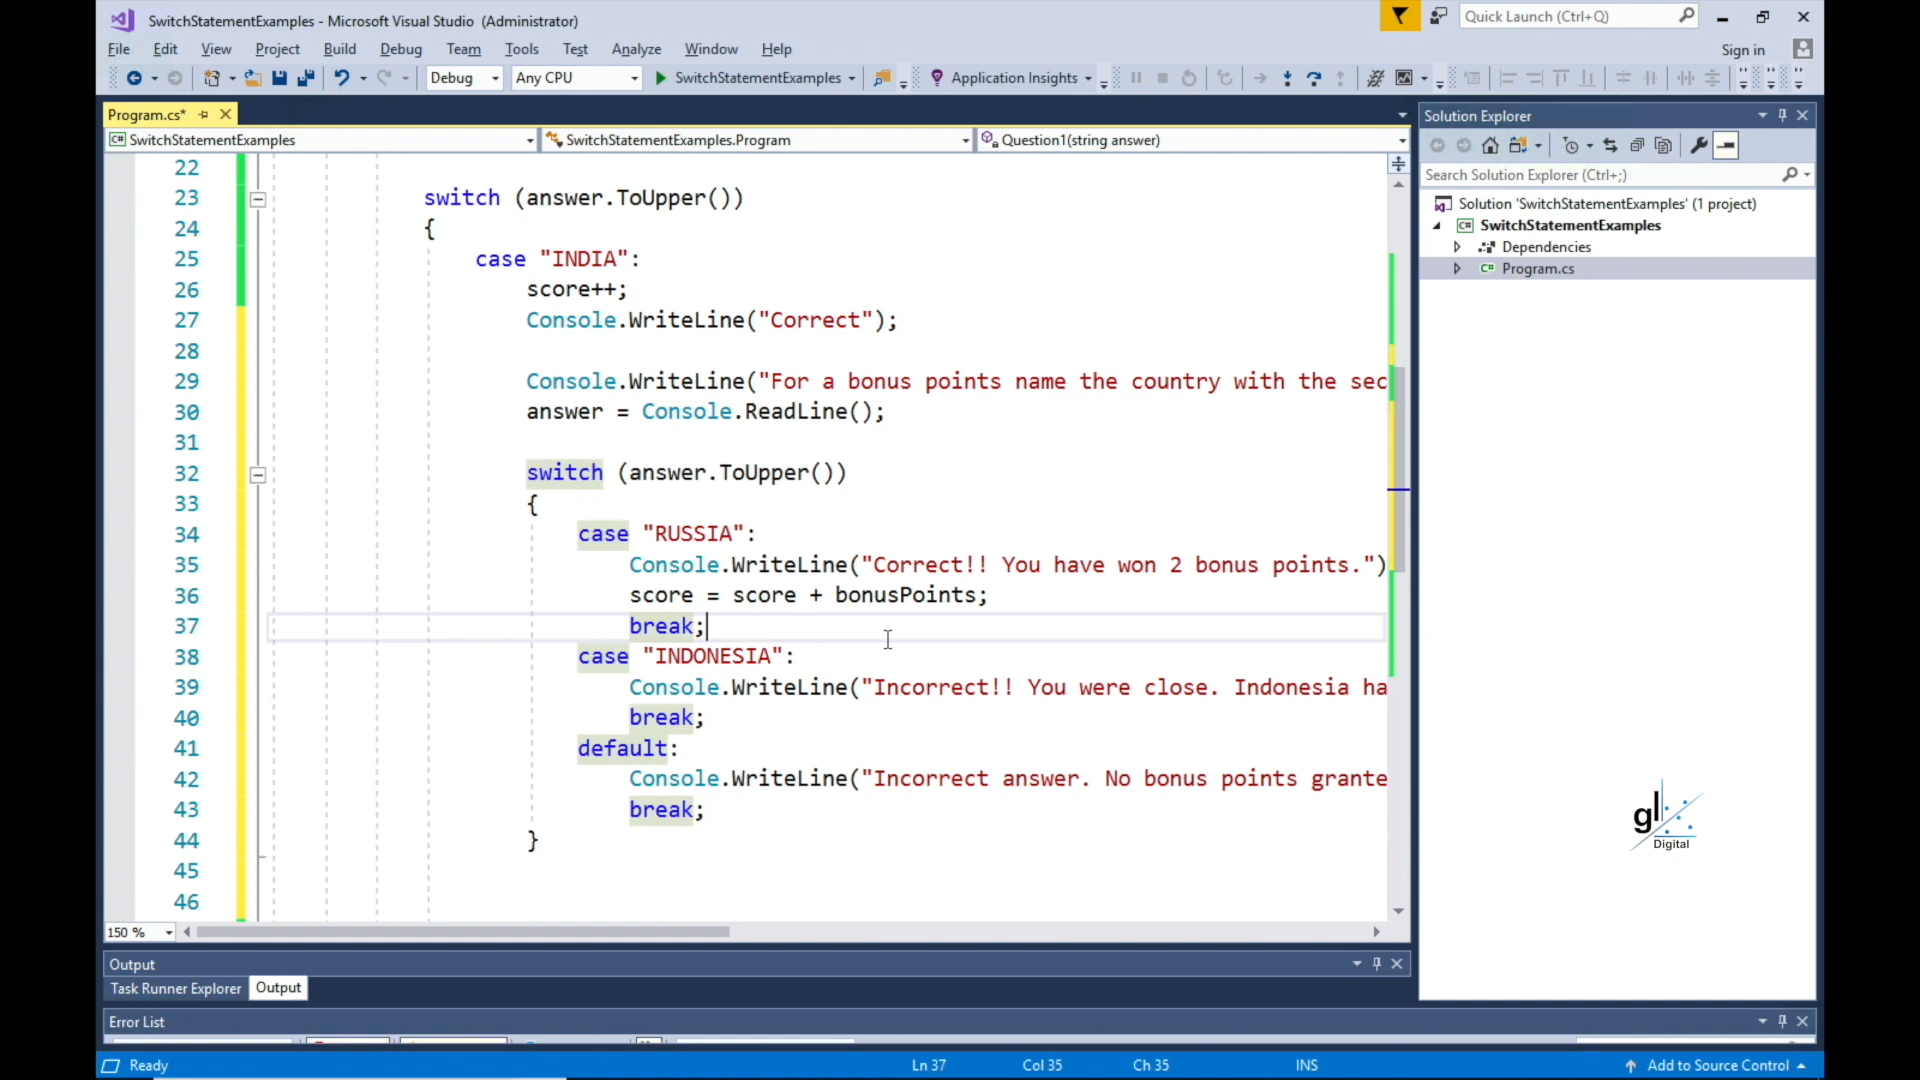 SwitchStatementExamples - Microsoft Visual Studio (Administrator)
Quick Launch (Ctrl+Q)
File Edit View Project Build Debug Team Tools Test Analyze Window Help
Sign in
Debug Any CPU SwitchStatementExamples Application Insights
Program.cs*
SwitchStatementExamples SwitchStatementExamples.Program Question1(string answer)
22
23 switch (answer.ToUpper())
24 {
25 case "INDIA":
26 score++;
27 Console.WriteLine("Correct");
28
29 Console.WriteLine("For a bonus points name the country with the sec
30 answer = Console.ReadLine();
31
32 switch (answer.ToUpper())
33 {
34 case "RUSSIA":
35 Console.WriteLine("Correct!! You have won 2 bonus points.")
36 score = score + bonusPoints;
37 break;
38 case "INDONESIA":
39 Console.WriteLine("Incorrect!! You were close. Indonesia ha
40 break;
41 default:
42 Console.WriteLine("Incorrect answer. No bonus points grante
43 break;
44 }
45
46
150 %
Solution Explorer
Search Solution Explorer (Ctrl+;)
Solution 'SwitchStatementExamples' (1 project)
C# SwitchStatementExamples
Dependencies
C# Program.cs
gl
Digital
Output
Task Runner Explorer Output
Error List
Ready Ln 37 Col 35 Ch 35 INS Add to Source Control